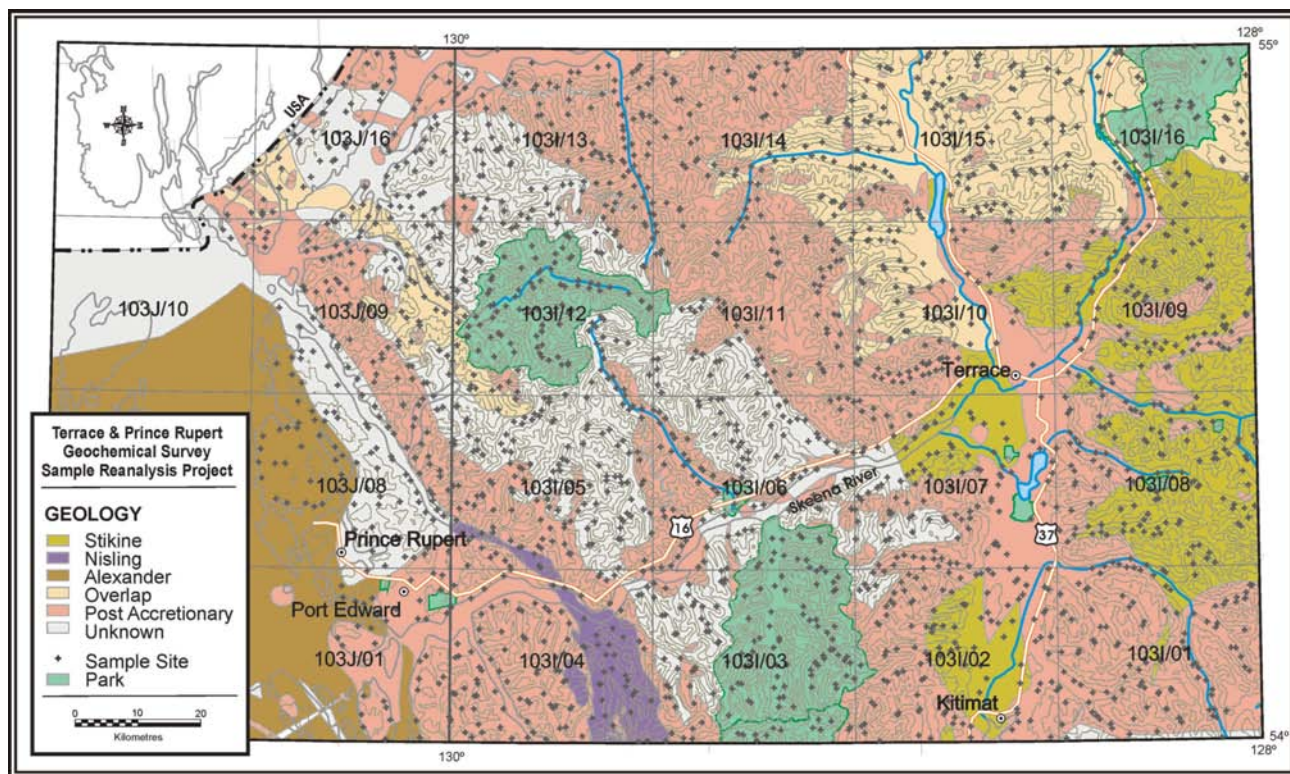 130º
128º
55º
USA
103J/16
103I/13
103I/14
103I/15
103I/16
103J/10
103J/09
103I/12
103I/11
103I/10
103I/09
Terrace
103J/08
103I/05
103I/06
Skeena River
103I/07
103I/08
16
37
Prince Rupert
Port Edward
103J/01
103I/04
103I/03
103I/02
103I/01
Kitimat
Terrace & Prince Rupert
Geochemical Survey
Sample Reanalysis Project
GEOLOGY
Stikine
Nisling
Alexander
Overlap
Post Accretionary
Unknown
Sample Site
Park
0 10 20
Kilometres
130º
54º
128º